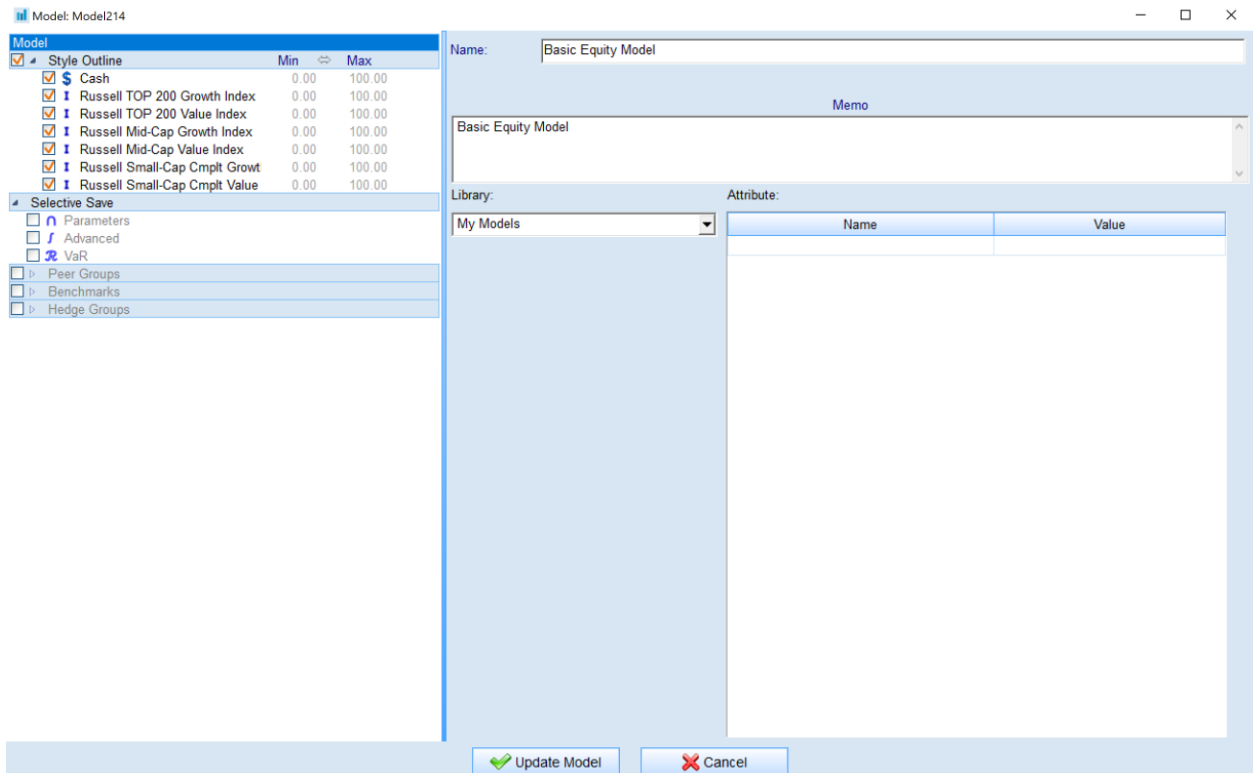 Model: Model214
Model
Style Outline Min ⇔ Max
$ Cash 0.00 100.00
I Russell TOP 200 Growth Index 0.00 100.00
I Russell TOP 200 Value Index 0.00 100.00
I Russell Mid-Cap Growth Index 0.00 100.00
I Russell Mid-Cap Value Index 0.00 100.00
I Russell Small-Cap Cmplt Growt 0.00 100.00
I Russell Small-Cap Cmplt Value 0.00 100.00
Selective Save
∩ Parameters
∫ Advanced
ℛ VaR
Peer Groups
Benchmarks
Hedge Groups
Name: Basic Equity Model
Memo
Basic Equity Model
Library:
My Models
Attribute:
Name Value
Update Model Cancel